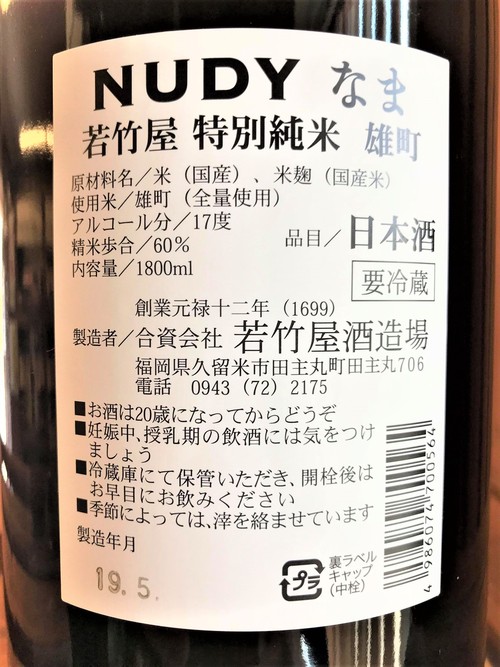 NUDY なま
若竹屋 特別純米 雄町
原材料名／米（国産）、米麹（国産米）
使用米／雄町（全量使用）
アルコール分／17度
精米歩合／60％
品目／日本酒
内容量／1800ml
要冷蔵
創業元禄十二年（1699）
製造者／合資会社 若竹屋酒造場
福岡県久留米市田主丸町田主丸706
電話 0943（72）2175
■お酒は20歳になってからどうぞ
■妊娠中、授乳期の飲酒には気をつけ
ましょう
■冷蔵庫にて保管いただき、開栓後は
お早目にお飲みください
■季節によっては、滓を絡ませています
製造年月
19.5.
プラ
裏ラベル
キャップ
（中栓）
4 986074 700564